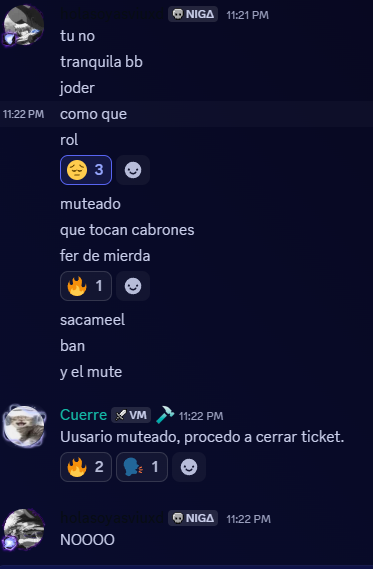 NIGΔ 11:21 PM
tu no
tranquila bb
joder
11:22 PM como que
rol
3
muteado
que tocan cabrones
fer de mierda
1
sacameel
ban
y el mute
Cuerre VM 11:22 PM
Uusario muteado, procedo a cerrar ticket.
2 1
NIGΔ 11:22 PM
NOOOO